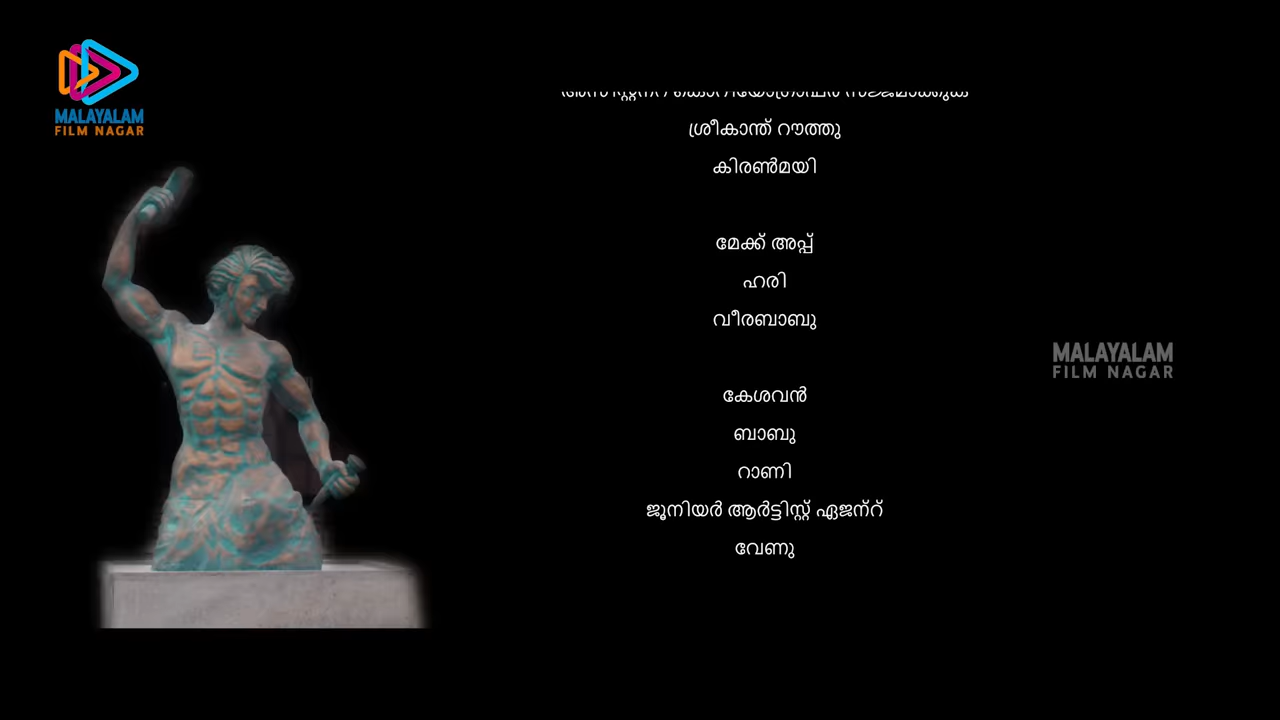 MALAYALAM
FILM NAGAR
ശ്രീകാന്ത് റൗത്തു
കിരൺമയി
മേക്ക് അപ്പ്
ഹരി
വീരബാബു
കേശവൻ
ബാബു
റാണി
ജൂനിയർ ആർട്ടിസ്റ്റ് ഏജന്റ്
വേണു
MALAYALAM
FILM NAGAR